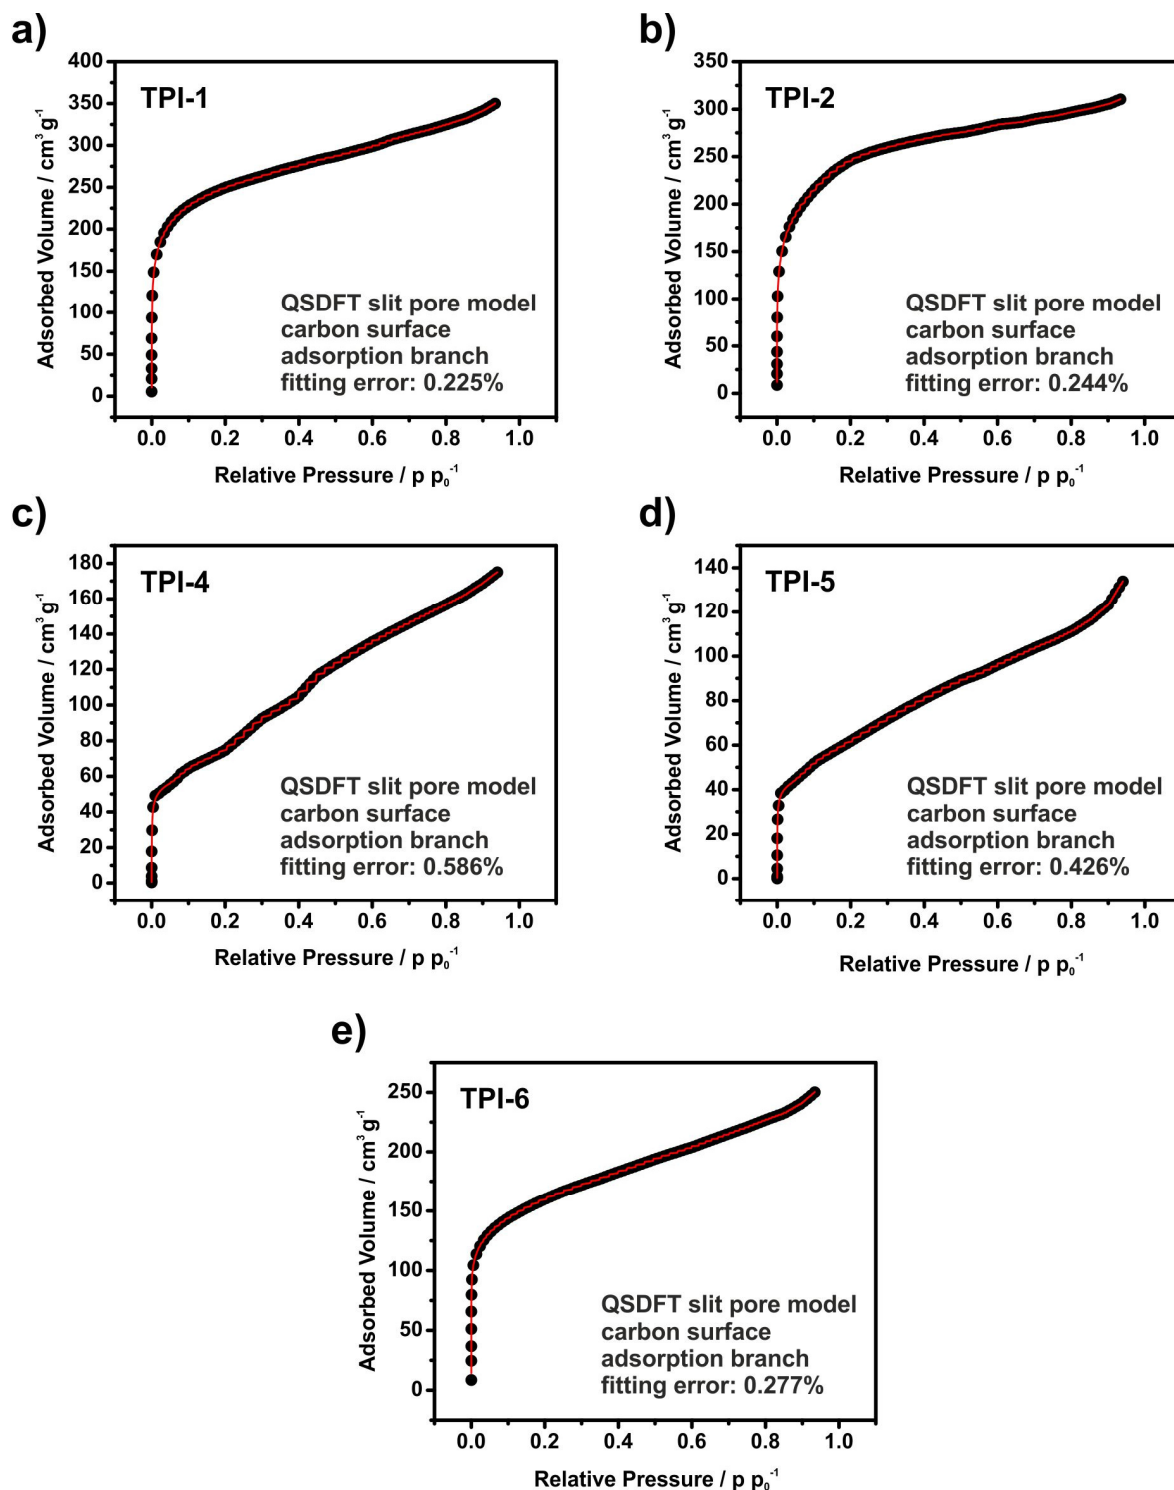 a)
TPI-1
400
350
300
250
200
150
100
50
0
Adsorbed Volume / cm³ g⁻¹
QSDFT slit pore model
carbon surface
adsorption branch
fitting error: 0.225%
0.0 0.2 0.4 0.6 0.8 1.0
Relative Pressure / p p₀⁻¹
b)
TPI-2
350
300
250
200
150
100
50
0
Adsorbed Volume / cm³ g⁻¹
QSDFT slit pore model
carbon surface
adsorption branch
fitting error: 0.244%
0.0 0.2 0.4 0.6 0.8 1.0
Relative Pressure / p p₀⁻¹
c)
TPI-4
180
160
140
120
100
80
60
40
20
0
Adsorbed Volume / cm³ g⁻¹
QSDFT slit pore model
carbon surface
adsorption branch
fitting error: 0.586%
0.0 0.2 0.4 0.6 0.8 1.0
Relative Pressure / p p₀⁻¹
d)
TPI-5
140
120
100
80
60
40
20
0
Adsorbed Volume / cm³ g⁻¹
QSDFT slit pore model
carbon surface
adsorption branch
fitting error: 0.426%
0.0 0.2 0.4 0.6 0.8 1.0
Relative Pressure / p p₀⁻¹
e)
TPI-6
250
200
150
100
50
0
Adsorbed Volume / cm³ g⁻¹
QSDFT slit pore model
carbon surface
adsorption branch
fitting error: 0.277%
0.0 0.2 0.4 0.6 0.8 1.0
Relative Pressure / p p₀⁻¹